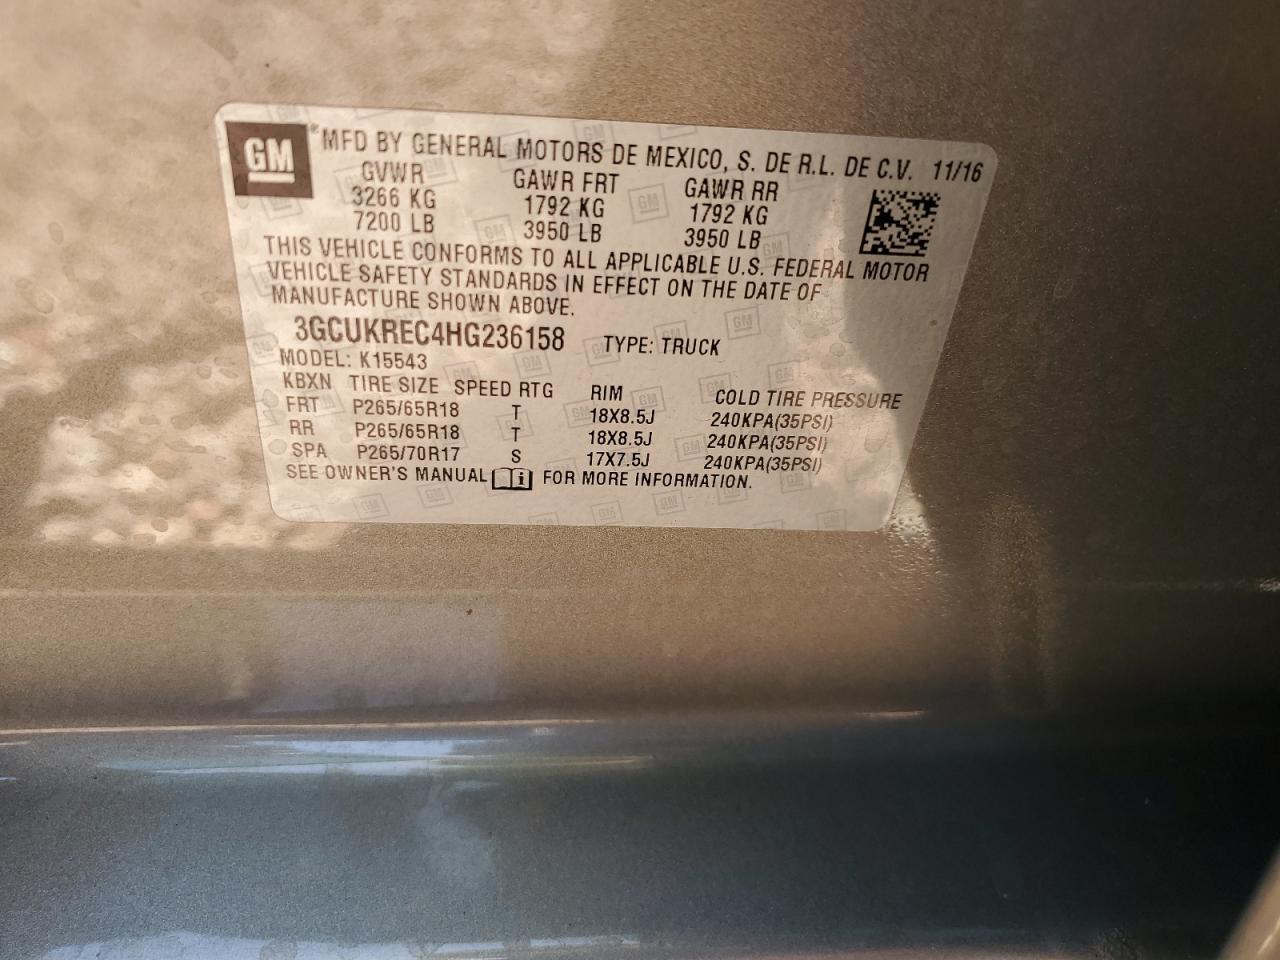 GM® MFD BY GENERAL MOTORS DE MEXICO, S. DE R.L. DE C.V. 11/16
GVWR GAWR FRT GAWR RR
3266 KG 1792 KG 1792 KG
7200 LB 3950 LB 3950 LB
THIS VEHICLE CONFORMS TO ALL APPLICABLE U.S. FEDERAL MOTOR
VEHICLE SAFETY STANDARDS IN EFFECT ON THE DATE OF
MANUFACTURE SHOWN ABOVE.
3GCUKREC4HG236158 TYPE: TRUCK
MODEL: K15543
KBXN TIRE SIZE SPEED RTG RIM COLD TIRE PRESSURE
FRT P265/65R18 T 18X8.5J 240KPA(35PSI)
RR P265/65R18 T 18X8.5J 240KPA(35PSI)
SPA P265/70R17 S 17X7.5J 240KPA(35PSI)
SEE OWNER'S MANUAL FOR MORE INFORMATION.